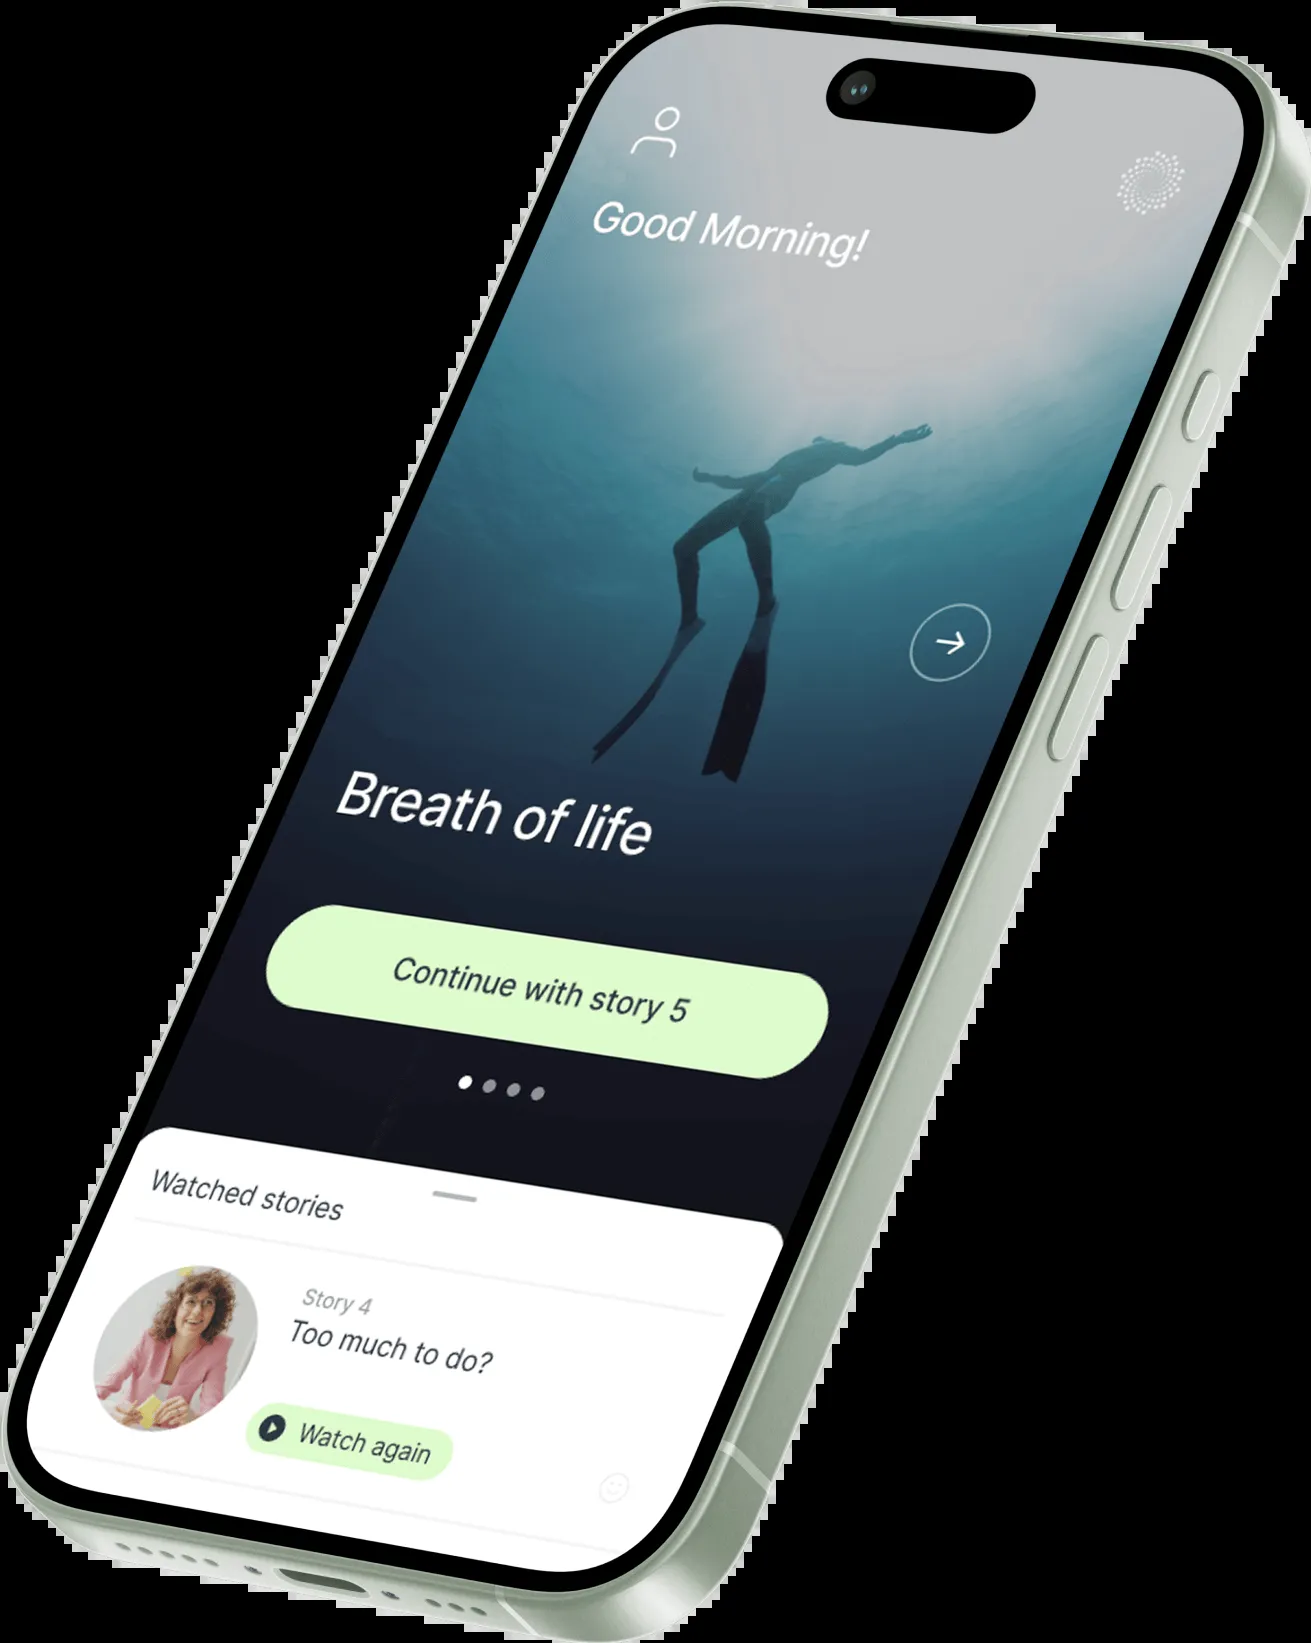 Good Morning!
Breath of life
Continue with story 5
Watched stories
Story 4
Too much to do?
Watch again